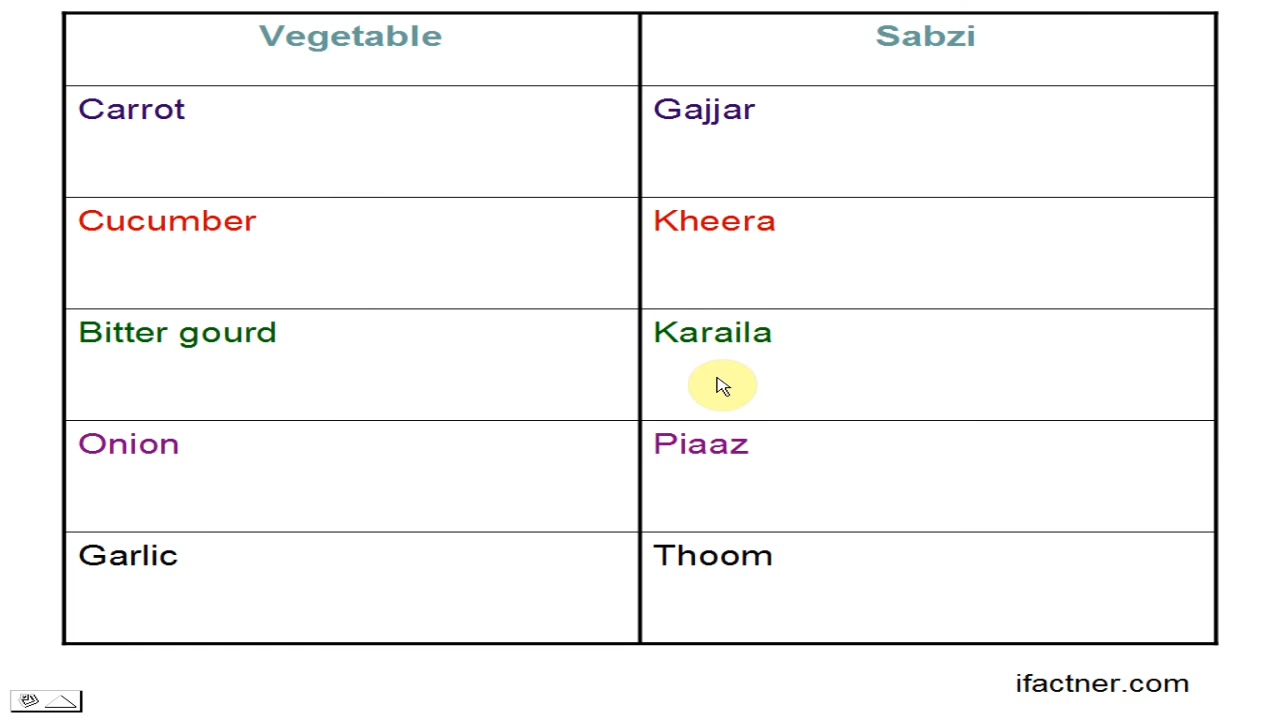 Vegetable Sabzi
Carrot Gajjar
Cucumber Kheera
Bitter gourd Karaila
Onion Piaaz
Garlic Thoom
ifactner.com